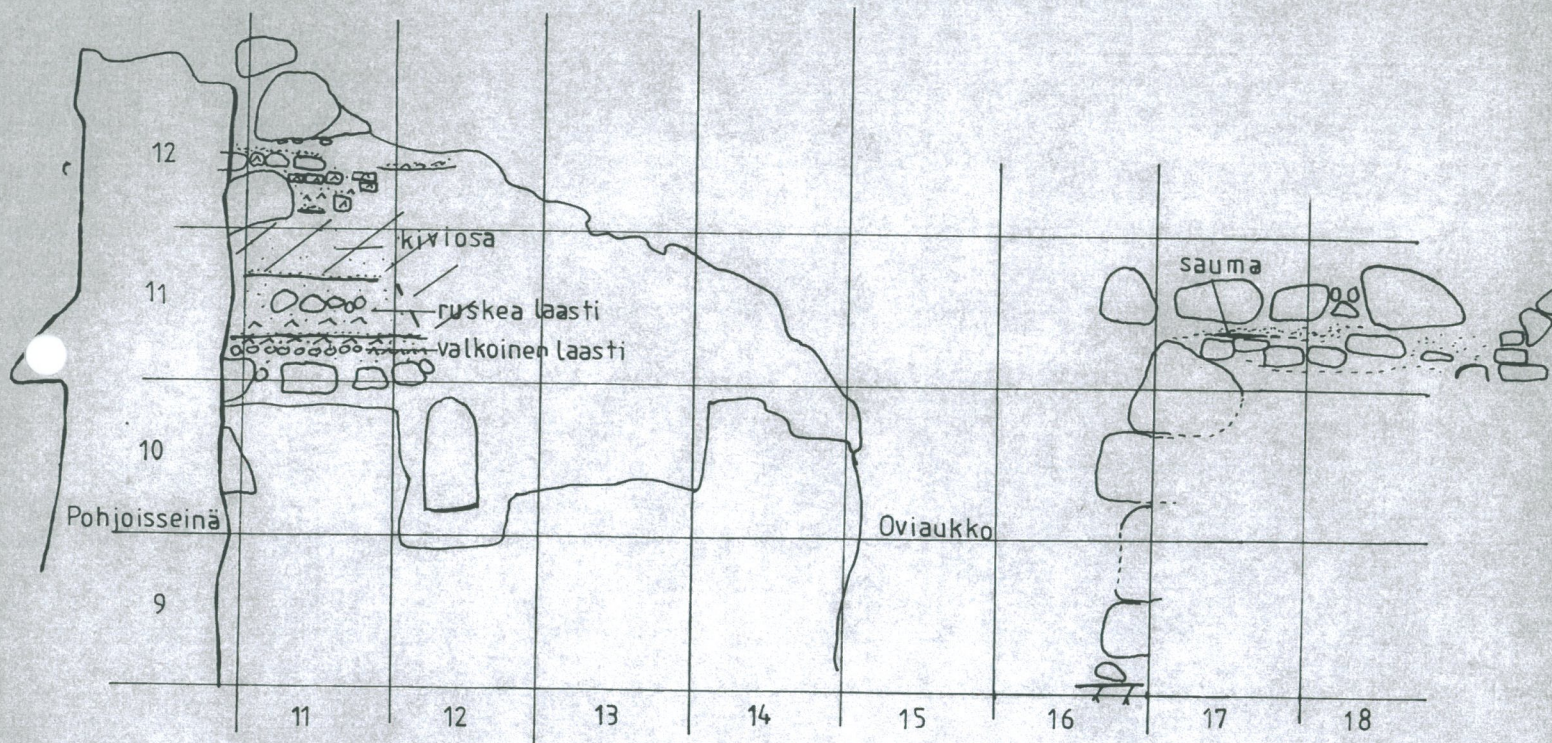 12
kiviosa
sauma
11
ruskea laasti
valkoinen laasti
10
Pohjoisseinä
Oviaukko
9
11 12 13 14 15 16 17 18